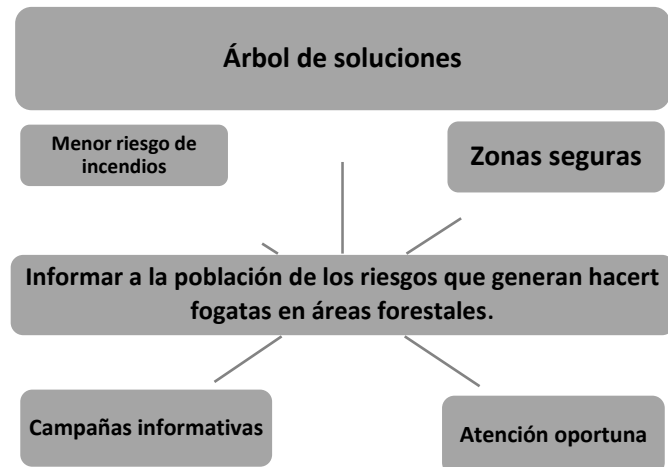 Árbol de soluciones
Menor riesgo de
incendios
Zonas seguras
Informar a la población de los riesgos que generan hacert
fogatas en áreas forestales.
Campañas informativas
Atención oportuna